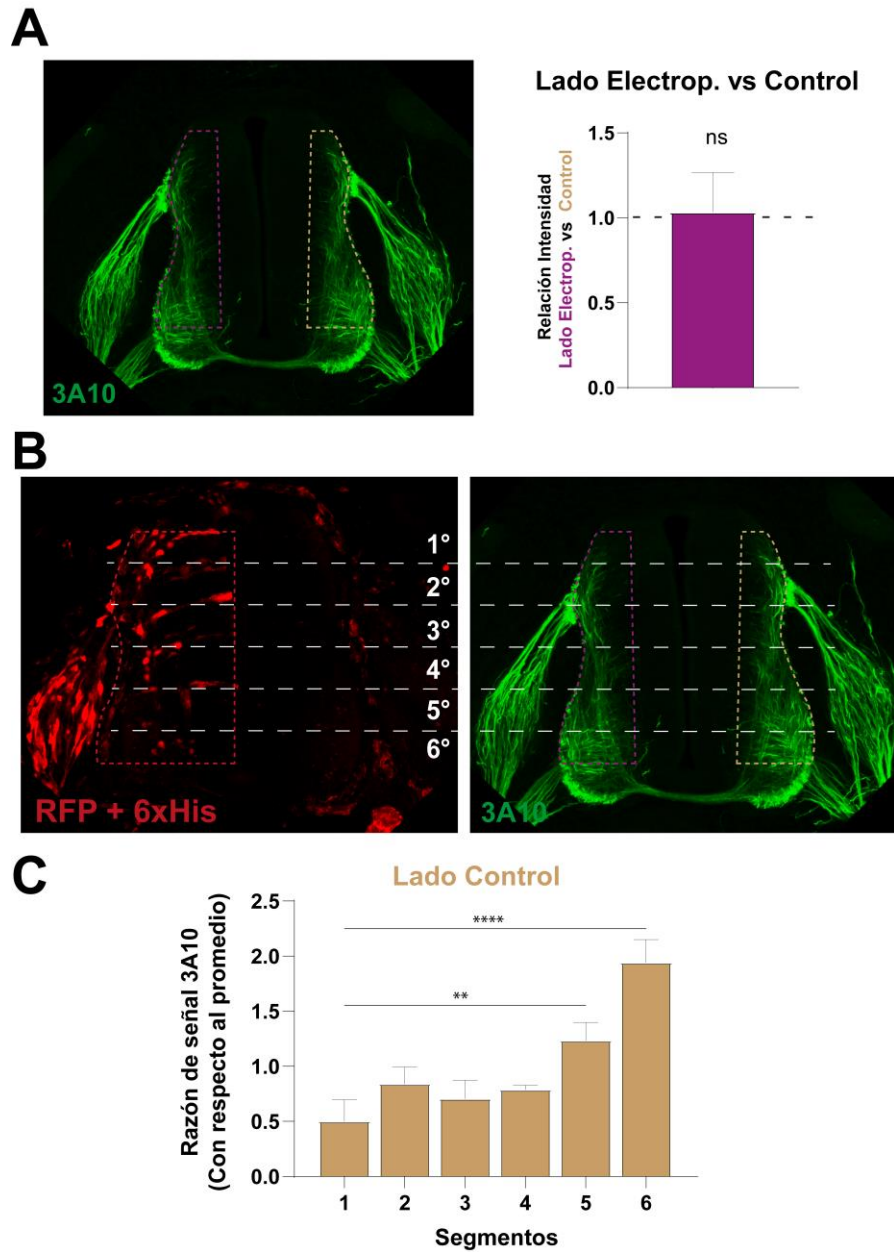 A
3A10
Lado Electrop. vs Control
Relación Intensidad
Lado Electrop. vs Control
1.5
1.0
0.5
0.0
ns
B
1°
2°
3°
4°
5°
6°
RFP + 6xHis
3A10
C
Lado Control
Razón de señal 3A10
(Con respecto al promedio)
2.5
2.0
1.5
1.0
0.5
0.0
****
**
1 2 3 4 5 6
Segmentos